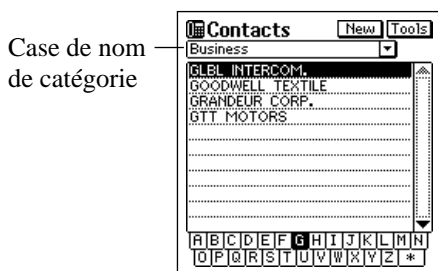 Contacts New Tools
Case de nom
de catégorie
Business
GLBL INTERCOM.
GOODWELL TEXTILE
GRANDEUR CORP.
GTT MOTORS
A B C D E F G H I J K L M N
O P Q R S T U V W X Y Z *